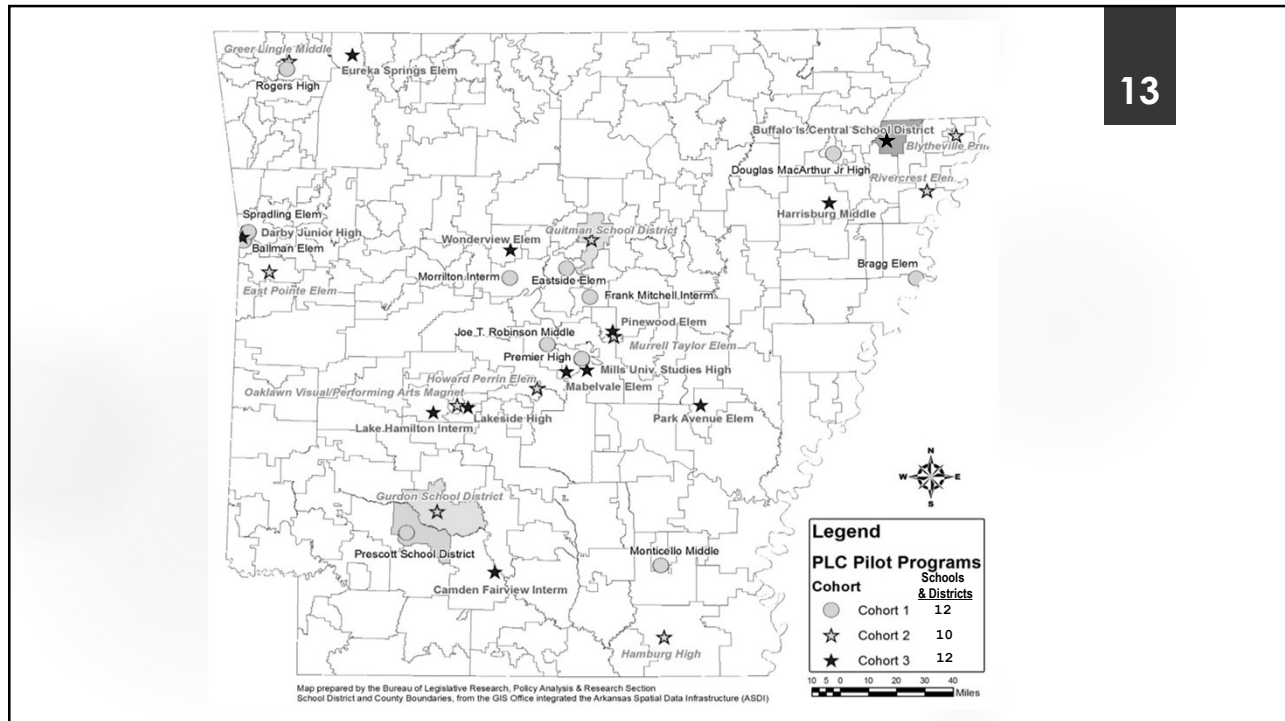 13
Greer Lingle Middle
Eureka Springs Elem
Rogers High
Buffalo Is.Central School District
Blytheville Pri
Douglas MacArthur Jr High
Rivercrest Elem
Harrisburg Middle
Spradling Elem
Darby Junior High
Ballman Elem
East Pointe Elem
Quitman School District
Wonderview Elem
Morrilton Interm
Eastside Elem
Bragg Elem
Frank Mitchell Interm
Pinewood Elem
Joe T. Robinson Middle
Murrell Taylor Elem
Premier High
Mills Univ. Studies High
Howard Perrin Elem
Mabelvale Elem
Oaklawn Visual/Performing Arts Magnet
Lakeside High
Park Avenue Elem
Lake Hamilton Interm
N
W E
S
Gurdon School District
Prescott School District
Monticello Middle
Camden Fairview Interm
Hamburg High
Legend
PLC Pilot Programs
Cohort Schools & Districts
Cohort 1 12
Cohort 2 10
Cohort 3 12
10 5 0 10 20 30 40
Miles
Map prepared by the Bureau of Legislative Research, Policy Analysis & Research Section
School District and County Boundaries, from the GIS Office integrated the Arkansas Spatial Data Infrastructure (ASDI)